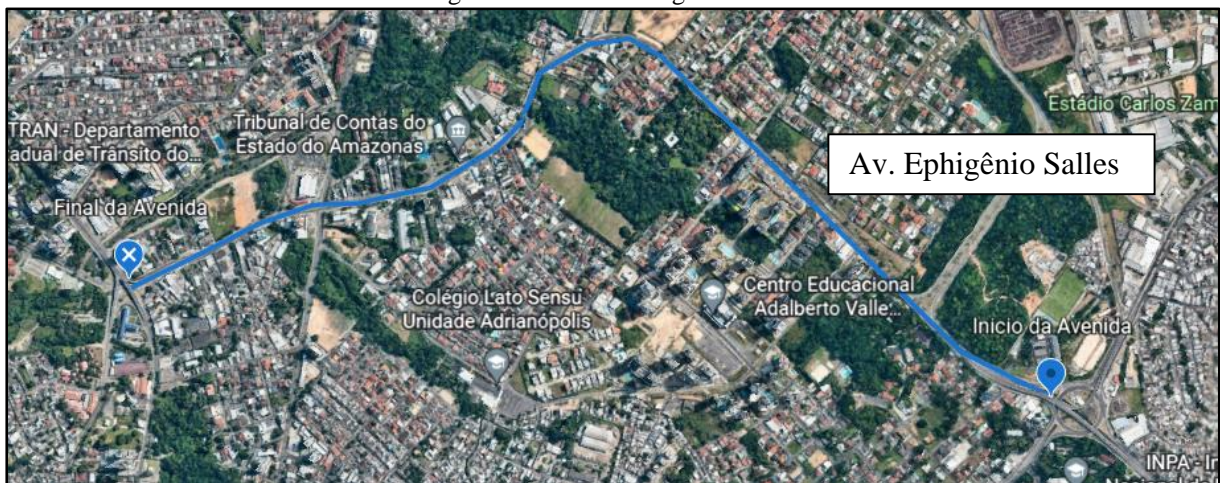 TRAN - Departamento
adual de Trânsito do...
Tribunal de Contas do
Estado do Amazonas
Estádio Carlos Zam
Av. Ephigênio Salles
Final da Avenida
Colégio Lato Sensu
Unidade Adrianópolis
Centro Educacional
Adalberto Valle...
Inicio da Avenida
INPA - In